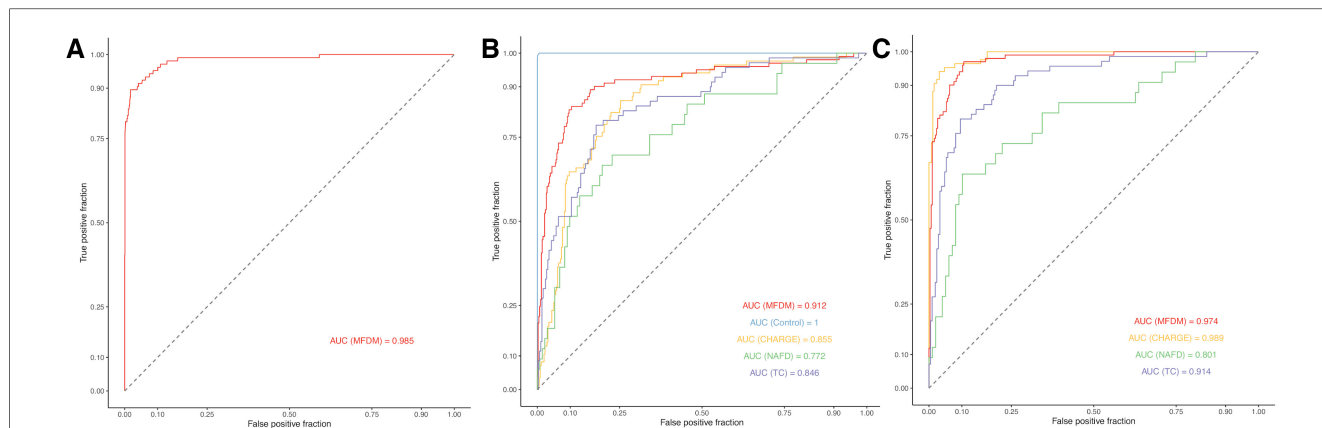 A
1.00
0.90
0.75
0.50
0.25
0.10
0.00
True positive fraction
0.00
0.10
0.25
0.50
0.75
1.00
False positive fraction
AUC (MFDM) = 0.985
B
1.00
0.90
0.75
0.50
0.25
0.10
0.00
True positive fraction
0.00
0.10
0.25
0.50
0.75
1.00
False positive fraction
AUC (MFDM) = 0.912
AUC (Control) = 1
AUC (CHARGE) = 0.855
AUC (NAFD) = 0.772
AUC (TC) = 0.846
C
1.00
0.90
0.75
0.50
0.25
0.10
0.00
True positive fraction
0.00
0.10
0.25
0.50
0.75
1.00
False positive fraction
AUC (MFDM) = 0.974
AUC (CHARGE) = 0.989
AUC (NAFD) = 0.801
AUC (TC) = 0.914